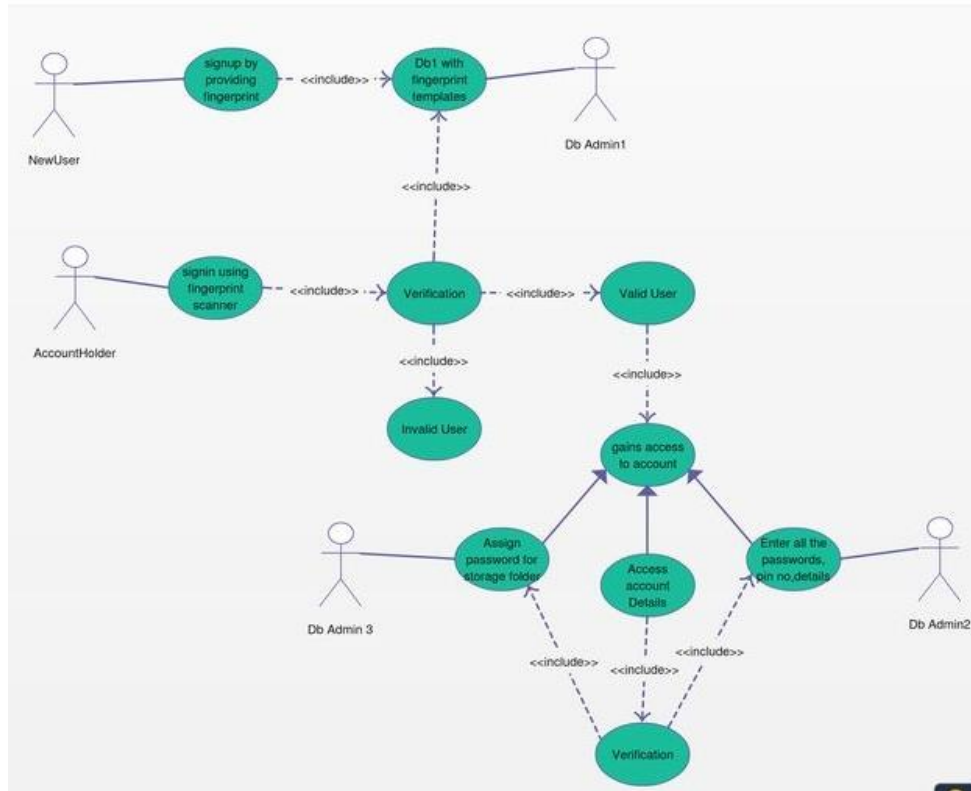 signup by
providing
fingerprint
<<include>>
Db1 with
fingerprint
templates
NewUser
Db Admin1
<<include>>
signin using
fingerprint
scanner
<<include>>
Verification
<<include>>
Valid User
AccountHolder
<<include>>
<<include>>
Invalid User
gains access
to account
Assign
password for
storage folder
Access
account
Details
Enter all the
passwords,
pin no,details
Db Admin 3
Db Admin2
<<include>>
<<include>>
<<include>>
Verification